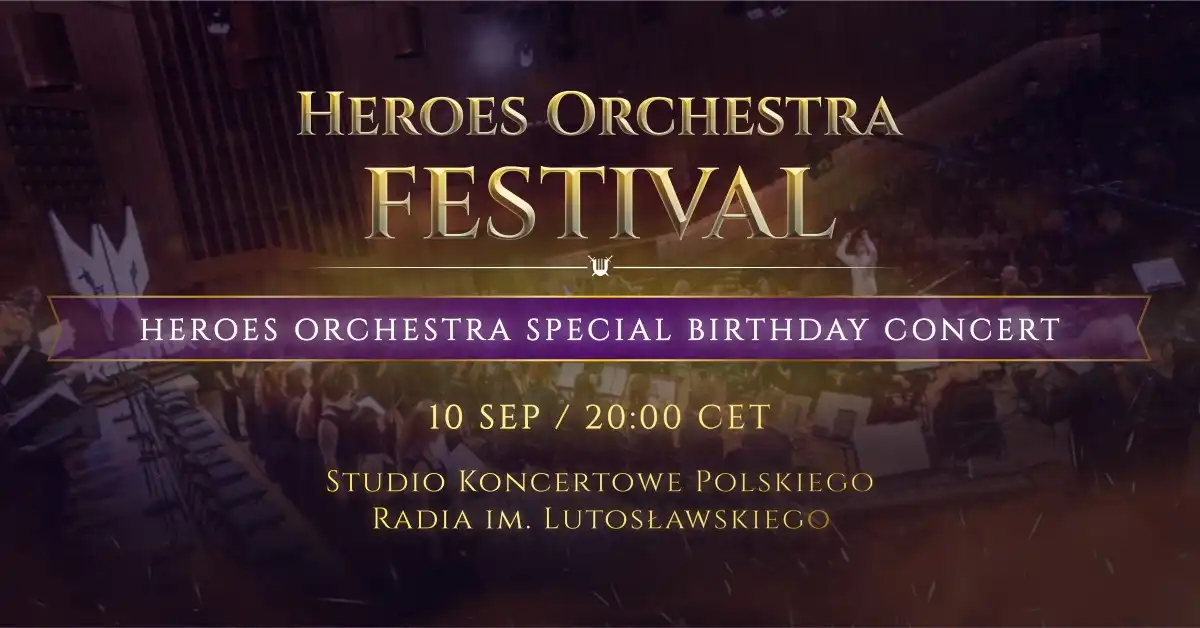 Heroes Orchestra
FESTIVAL
HEROES ORCHESTRA SPECIAL BIRTHDAY CONCERT
10 SEP / 20:00 CET
Studio Koncertowe Polskiego
Radia im. Lutosławskiego